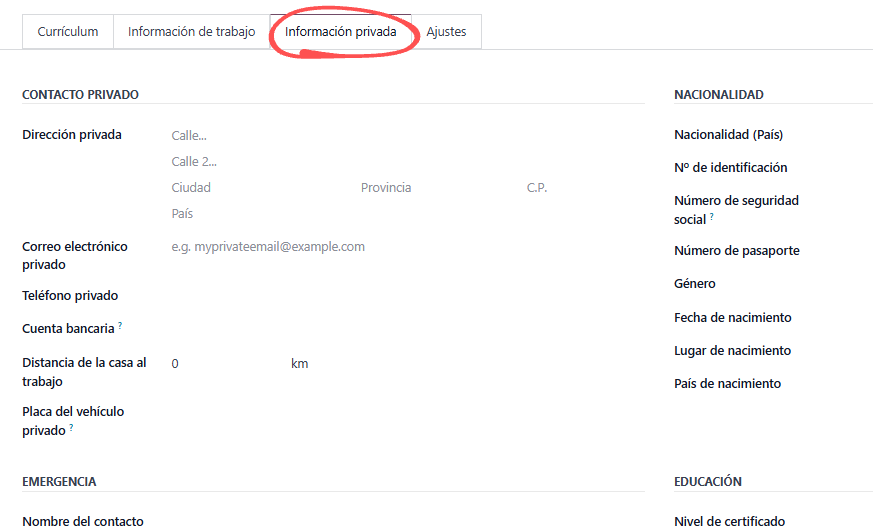 Currículum
Información de trabajo
Información privada
Ajustes
CONTACTO PRIVADO
Dirección privada
Calle...
Calle 2...
Ciudad
Provincia
C.P.
País
Correo electrónico
privado
e.g. myprivateemail@example.com
Teléfono privado
Cuenta bancaria ?
Distancia de la casa al
trabajo
0
km
Placa del vehículo
privado ?
EMERGENCIA
Nombre del contacto
NACIONALIDAD
Nacionalidad (País)
Nº de identificación
Número de seguridad
social ?
Número de pasaporte
Género
Fecha de nacimiento
Lugar de nacimiento
País de nacimiento
EDUCACIÓN
Nivel de certificado